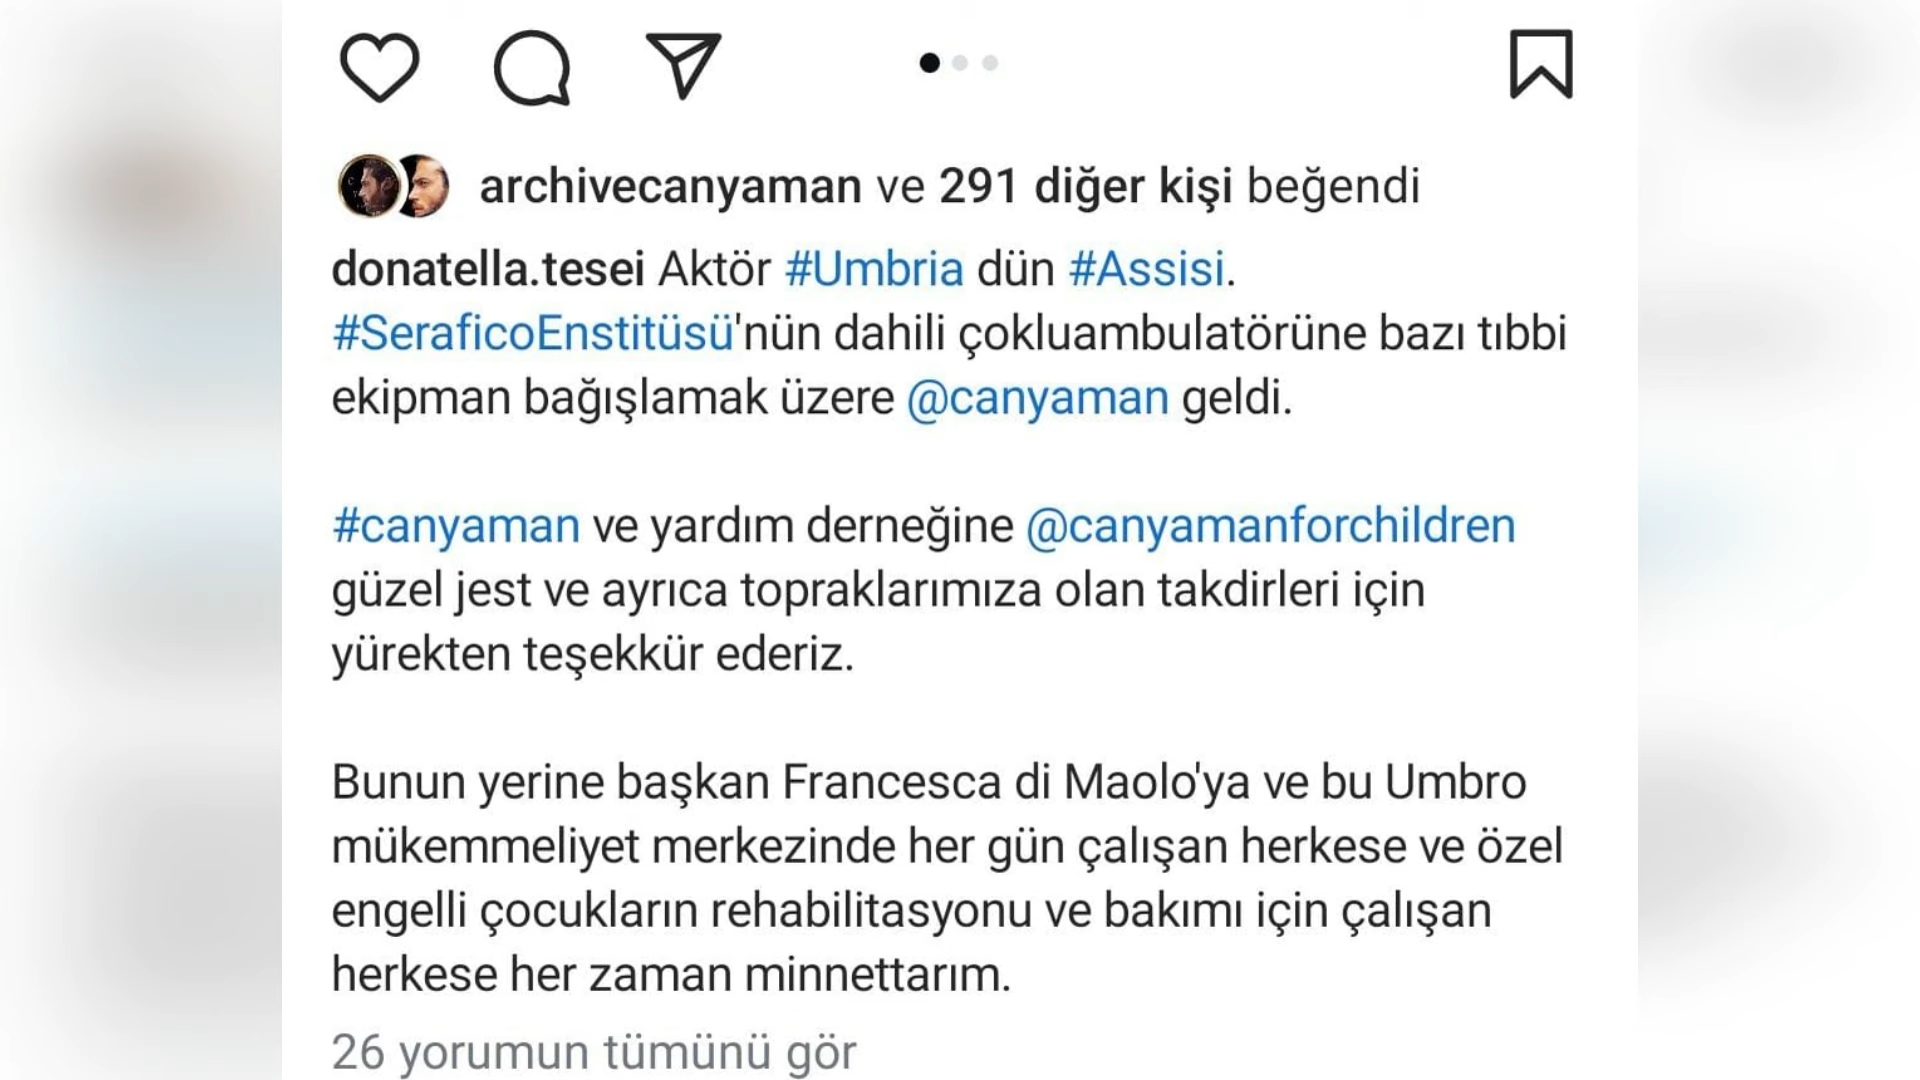 archivecanyaman ve 291 diğer kişi beğendi
donatella.tesei Aktör #Umbria dün #Assisi.
#SeraficoEnstitüsü'nün dahili çokluambulatörüne bazı tıbbi
ekipman bağışlamak üzere @canyaman geldi.
#canyaman ve yardım derneğine @canyamanforchildren
güzel jest ve ayrıca topraklarımıza olan takdirleri için
yürekten teşekkür ederiz.
Bunun yerine başkan Francesca di Maolo'ya ve bu Umbro
mükemmeliyet merkezinde her gün çalışan herkese ve özel
engelli çocukların rehabilitasyonu ve bakımı için çalışan
herkese her zaman minnettarım.
26 yorumun tümünü gör